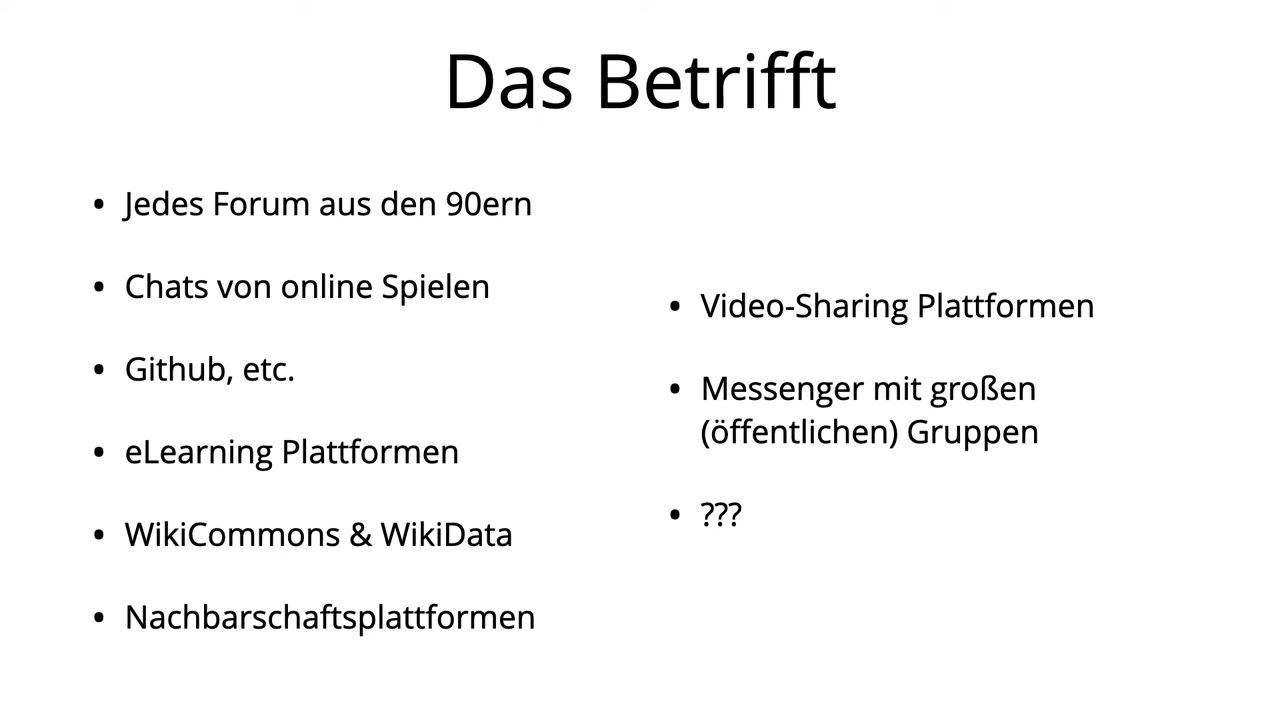 Das Betrifft
• Jedes Forum aus den 90ern
• Chats von online Spielen
• Github, etc.
• eLearning Plattformen
• WikiCommons & WikiData
• Nachbarschaftsplattformen
• Video-Sharing Plattformen
• Messenger mit großen
(öffentlichen) Gruppen
• ???